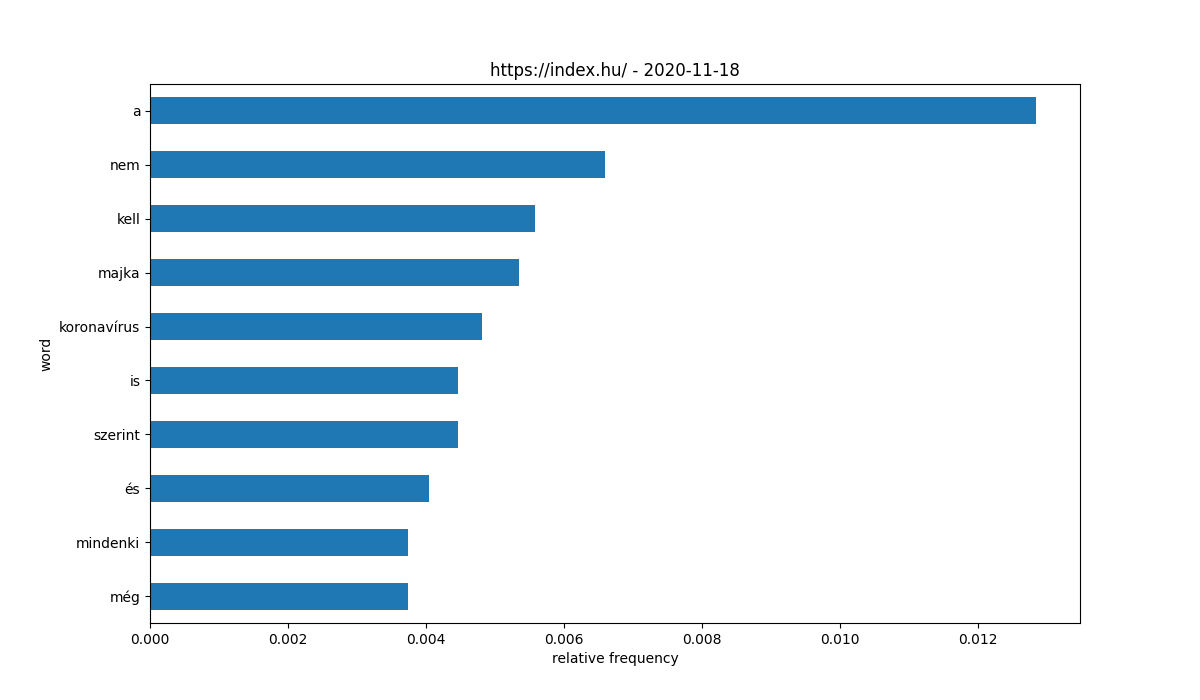 https://index.hu/ - 2020-11-18
a
nem
kell
majka
koronavírus
is
szerint
és
mindenki
még
word
0.000 0.002 0.004 0.006 0.008 0.010 0.012
relative frequency